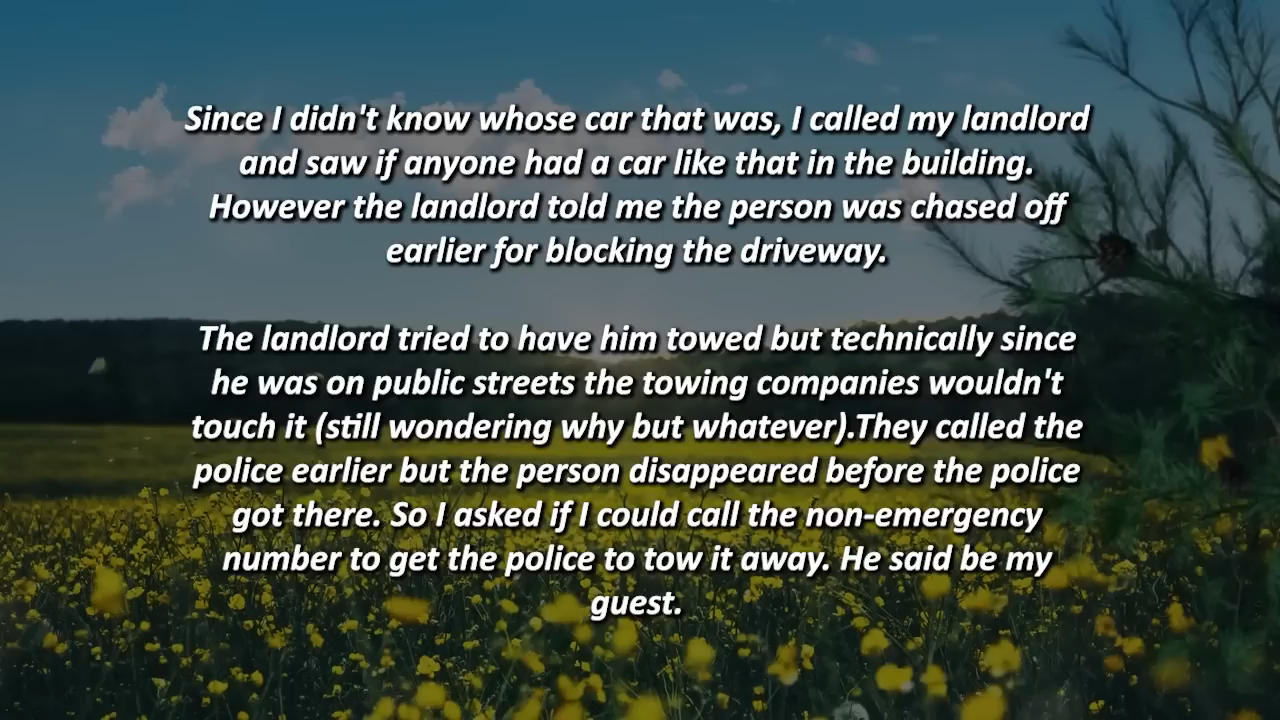 Since I didn't know whose car that was, I called my landlord
and saw if anyone had a car like that in the building.
However the landlord told me the person was chased off
earlier for blocking the driveway.
The landlord tried to have him towed but technically since
he was on public streets the towing companies wouldn't
touch it (still wondering why but whatever).They called the
police earlier but the person disappeared before the police
got there. So I asked if I could call the non-emergency
number to get the police to tow it away. He said be my
guest.